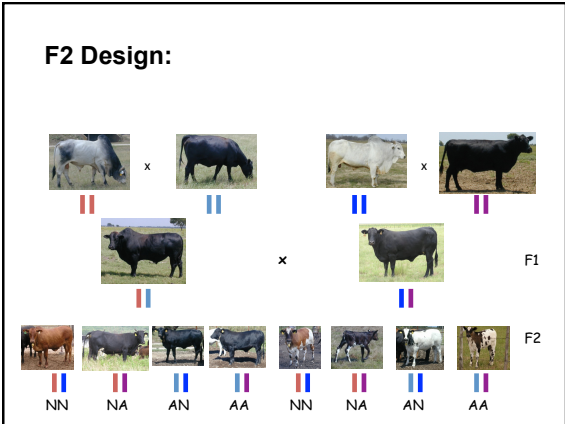 F2 Design:
x x
x F1
F2
NN NA AN AA NN NA AN AA